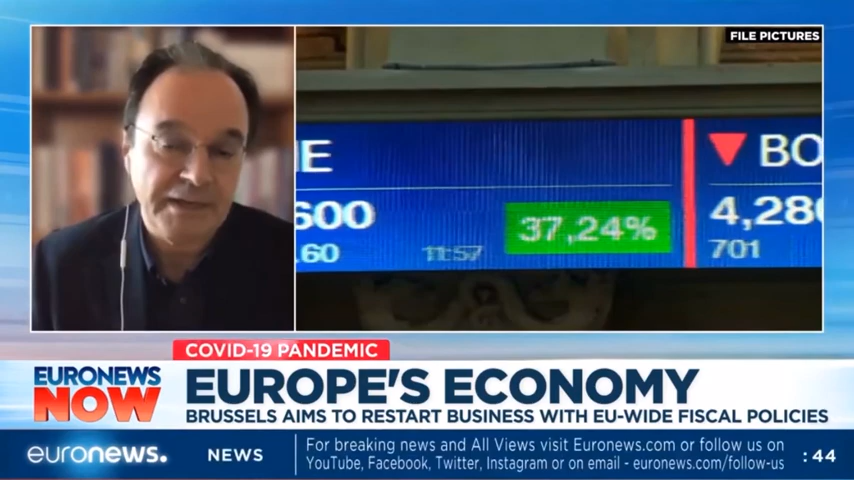 FILE PICTURES
IE
600
.60
11:57
37,24%
BO
4,280
701
COVID-19 PANDEMIC
EURONEWS
NOW
EUROPE'S ECONOMY
BRUSSELS AIMS TO RESTART BUSINESS WITH EU-WIDE FISCAL POLICIES
euronews.
NEWS
For breaking news and All Views visit Euronews.com or follow us on
YouTube, Facebook, Twitter, Instagram or on email - euronews.com/follow-us
:44